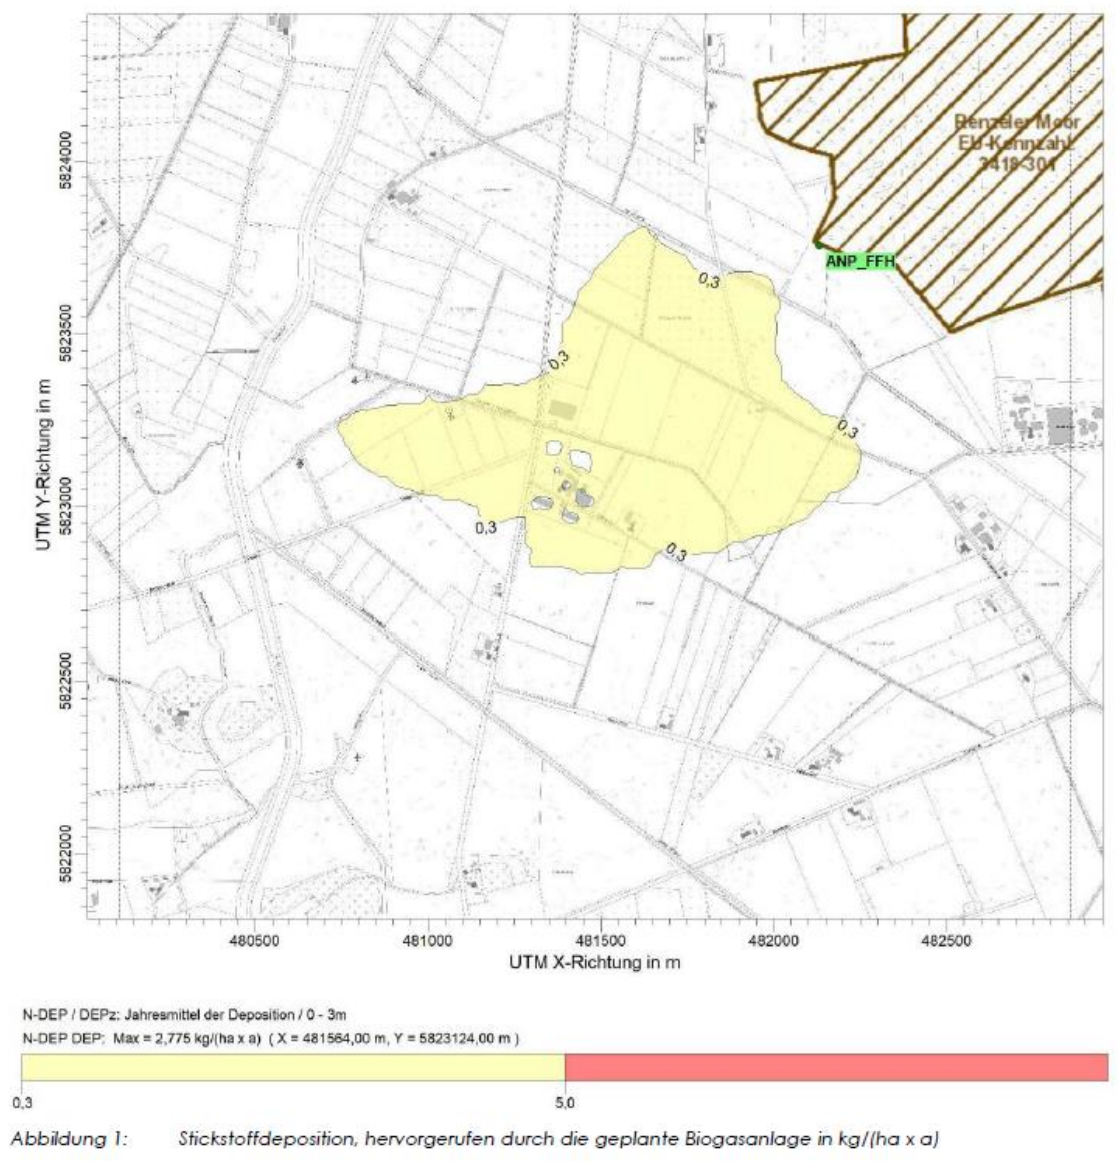 Renzeler Moor
EU-Kennzahl
3418-301
ANP_FFH
0,3
0,3
0,3
0,3
0,3
5824000
5823500
5823000
5822500
5822000
UTM Y-Richtung in m
480500
481000
481500
482000
482500
UTM X-Richtung in m
N-DEP / DEPz: Jahresmittel der Deposition / 0 - 3m
N-DEP DEP: Max = 2,775 kg/(ha x a) ( X = 481564,00 m, Y = 5823124,00 m )
0,3
5,0
Abbildung 1: Stickstoffdeposition, hervorgerufen durch die geplante Biogasanlage in kg/(ha x a)